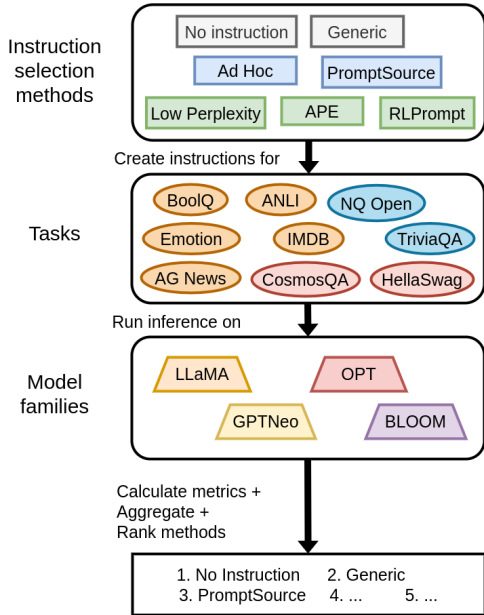 No instruction Generic
Instruction
selection
methods
Ad Hoc PromptSource
Low Perplexity APE RLPrompt
Create instructions for
Tasks
BoolQ ANLI NQ Open
Emotion IMDB TriviaQA
AG News CosmosQA HellaSwag
Run inference on
Model
families
LLaMA OPT
GPTNeo BLOOM
Calculate metrics +
Aggregate +
Rank methods
1. No Instruction 2. Generic
3. PromptSource 4. ... 5. ...